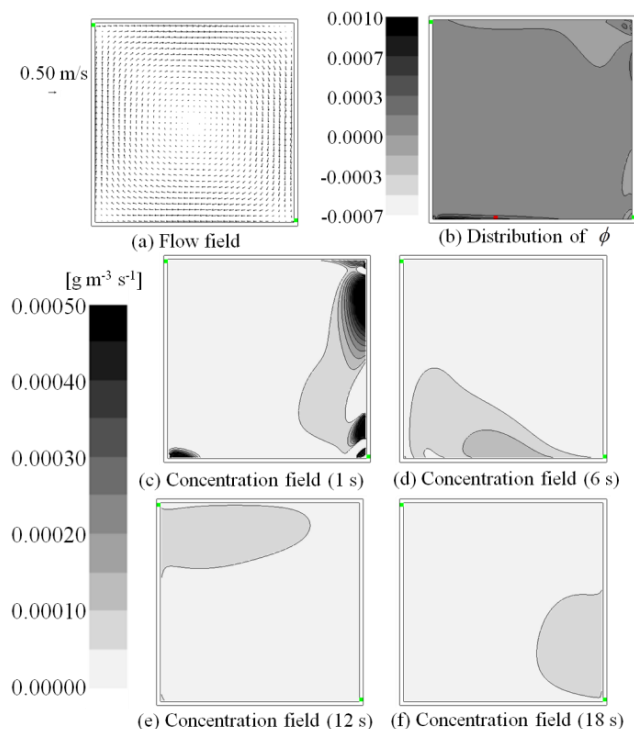 0.50 m/s
(a) Flow field
0.0010
0.0007
0.0003
0.0000
-0.0003
-0.0007
(b) Distribution of ϕ
[g m-3 s-1]
0.00050
0.00040
0.00030
0.00020
0.00010
0.00000
(c) Concentration field (1 s)
(d) Concentration field (6 s)
(e) Concentration field (12 s)
(f) Concentration field (18 s)